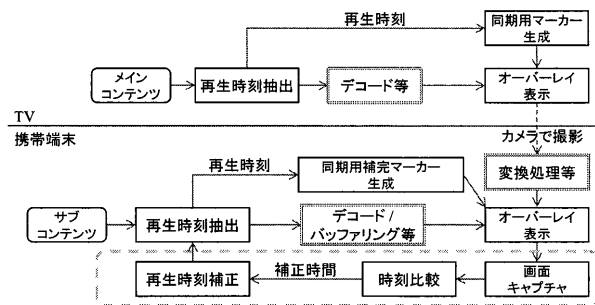 再生時刻
同期用マーカー
生成
メイン
コンテンツ
再生時刻抽出
デコード等
オーバーレイ
表示
TV
携帯端末
カメラで撮影
再生時刻
同期用補完マーカー
生成
変換処理等
サブ
コンテンツ
再生時刻抽出
デコード/
バッファリング等
オーバーレイ
表示
再生時刻補正
補正時間
時刻比較
画面
キャプチャ